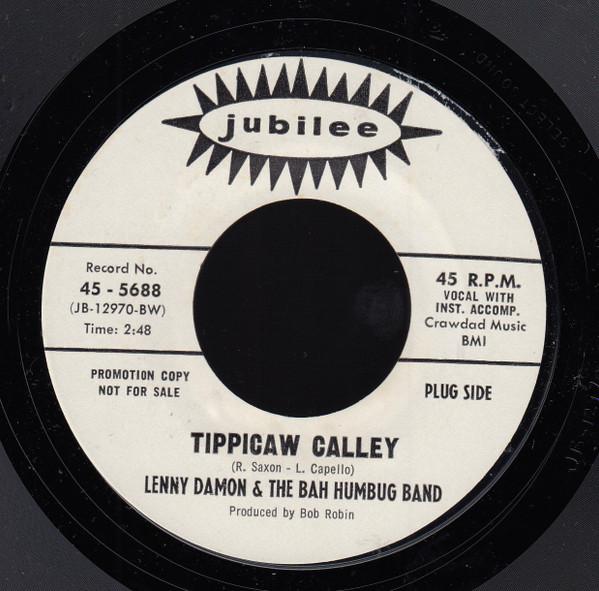 jubilee
Record No.
45 - 5688
(JB-12970-BW)
Time: 2:48
PROMOTION COPY
NOT FOR SALE
45 R.P.M.
VOCAL WITH
INST. ACCOMP.
Crawdad Music
BMI
PLUG SIDE
TIPPICAW CALLEY
(R. Saxon - L. Capello)
LENNY DAMON & THE BAH HUMBUG BAND
Produced by Bob Robin
SELECT SOUND